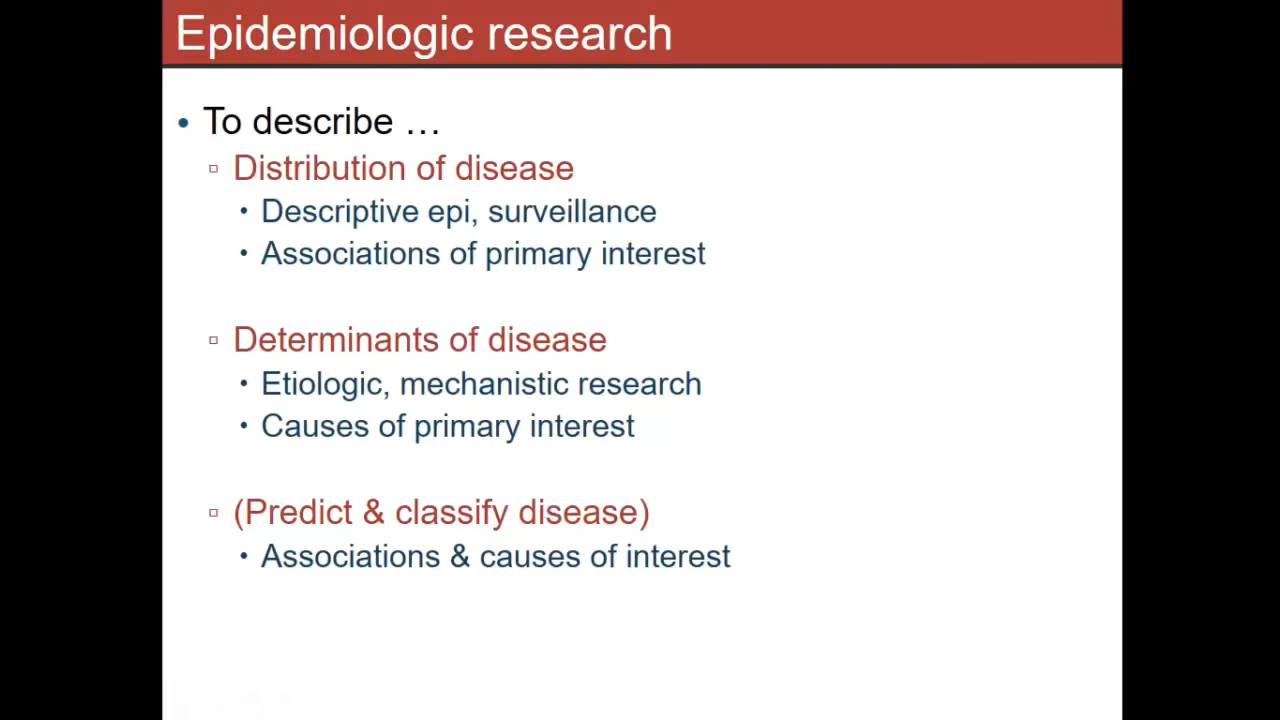 Epidemiologic research
• To describe …
▫ Distribution of disease
• Descriptive epi, surveillance
• Associations of primary interest
▫ Determinants of disease
• Etiologic, mechanistic research
• Causes of primary interest
▫ (Predict & classify disease)
• Associations & causes of interest